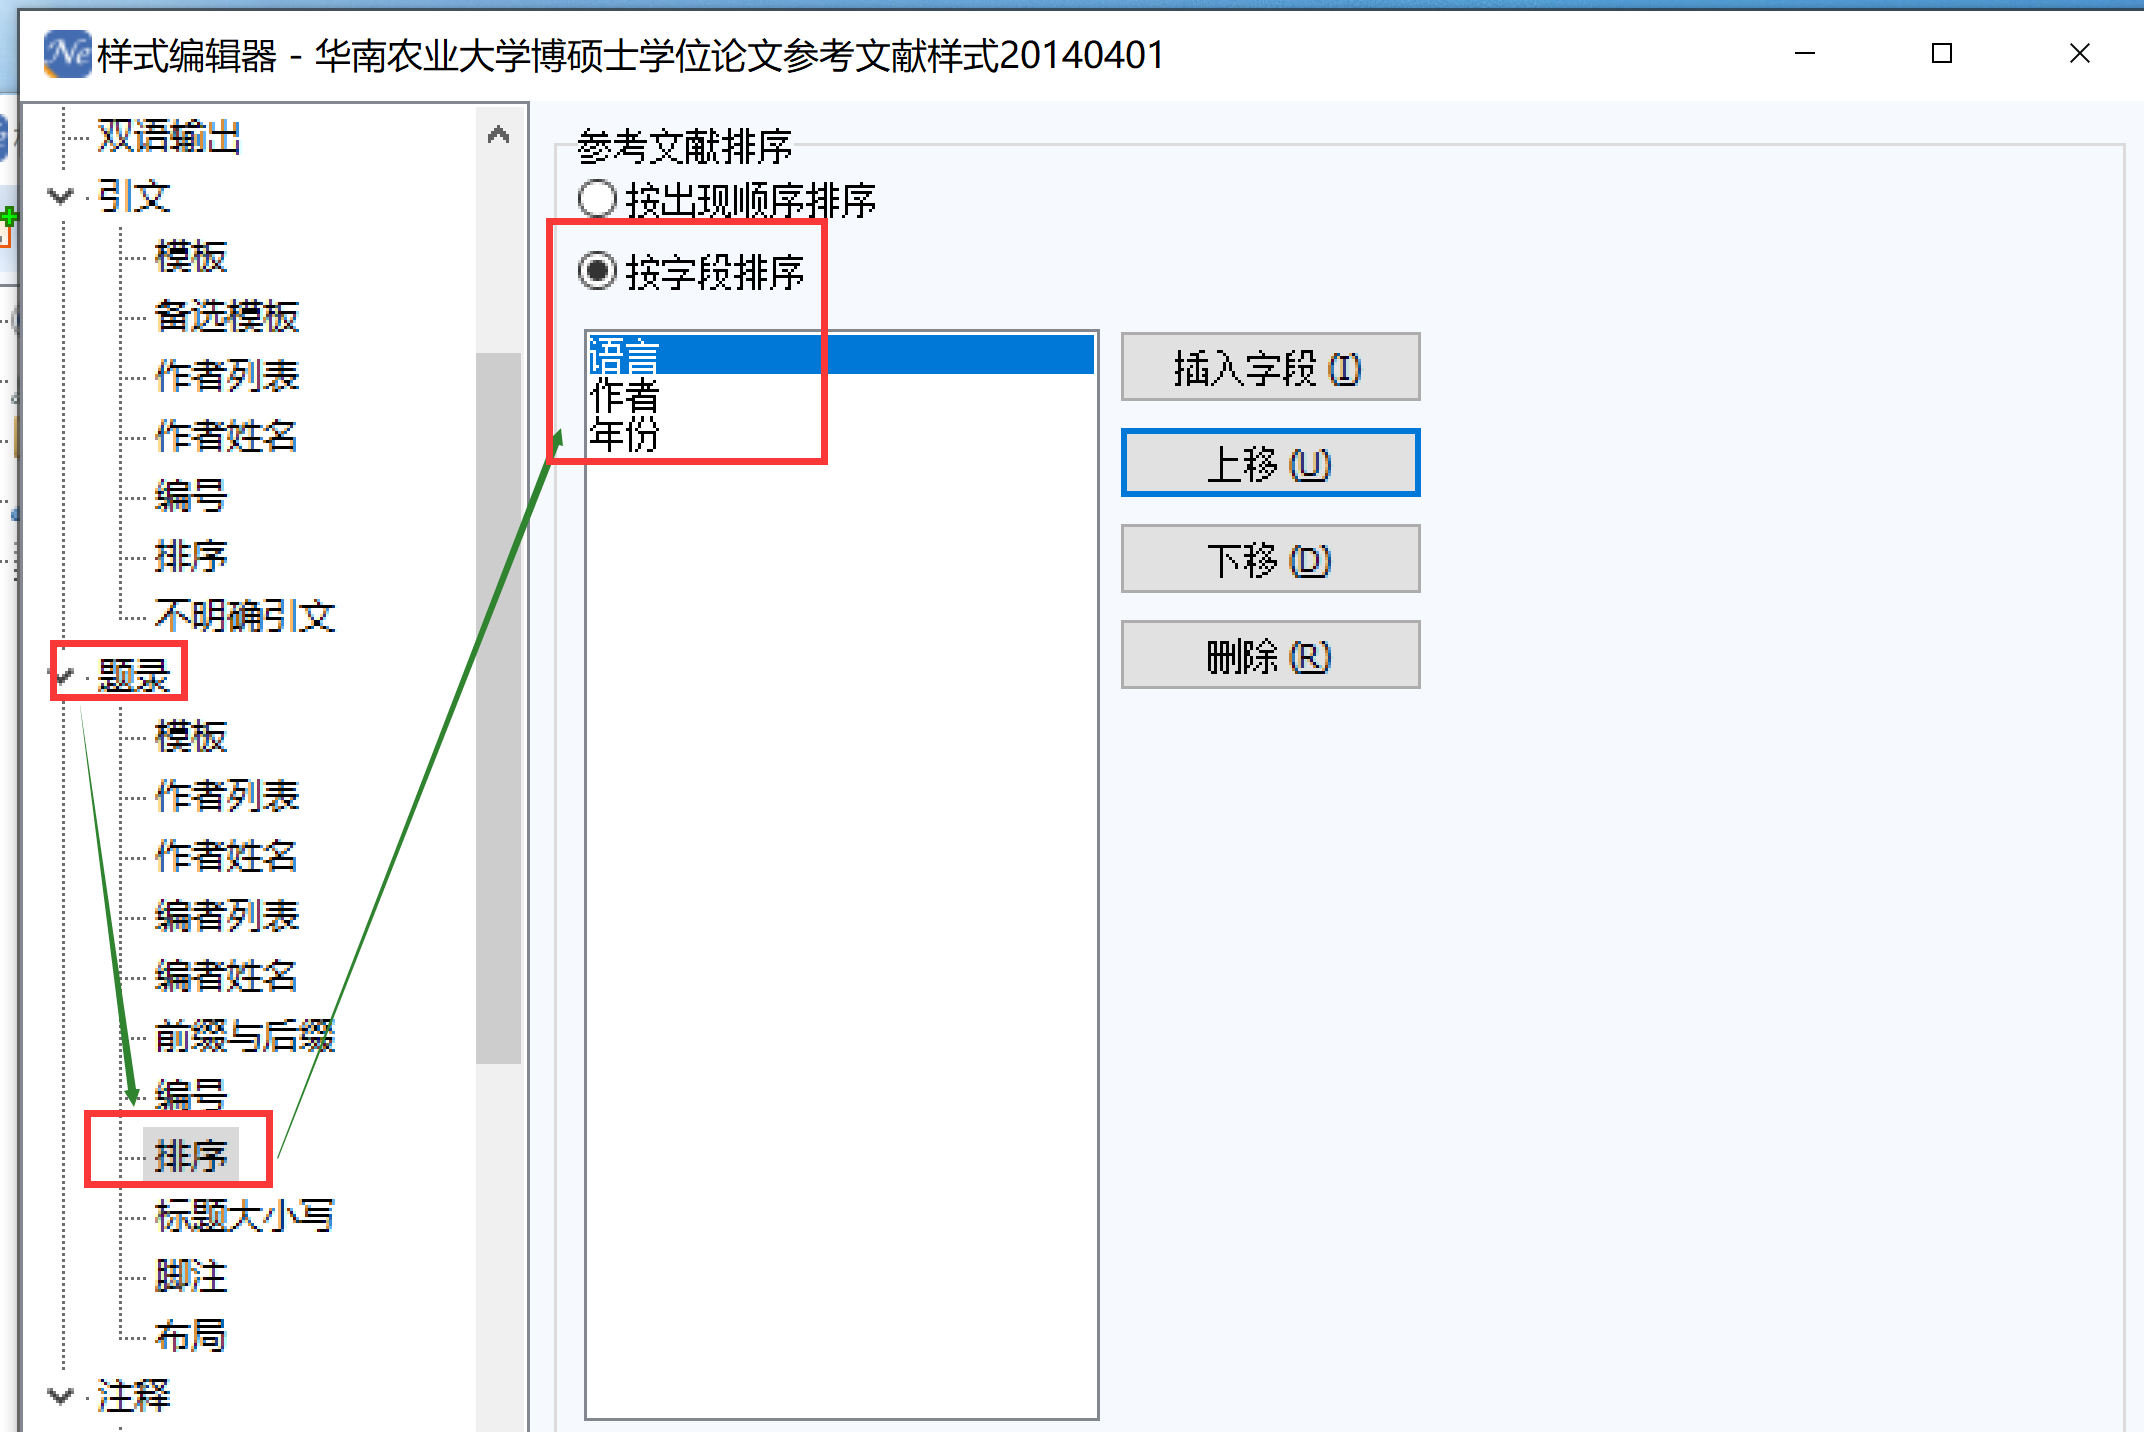 样式编辑器 - 华南农业大学博硕士学位论文参考文献样式20140401
双语输出
引文
模板
备选模板
作者列表
作者姓名
编号
排序
不明确引文
题录
模板
作者列表
作者姓名
编者列表
编者姓名
前缀与后缀
编号
排序
标题大小写
脚注
布局
注释
参考文献排序
按出现顺序排序
按字段排序
语言
作者
年份
插入字段 (I)
上移 (U)
下移 (D)
删除 (R)